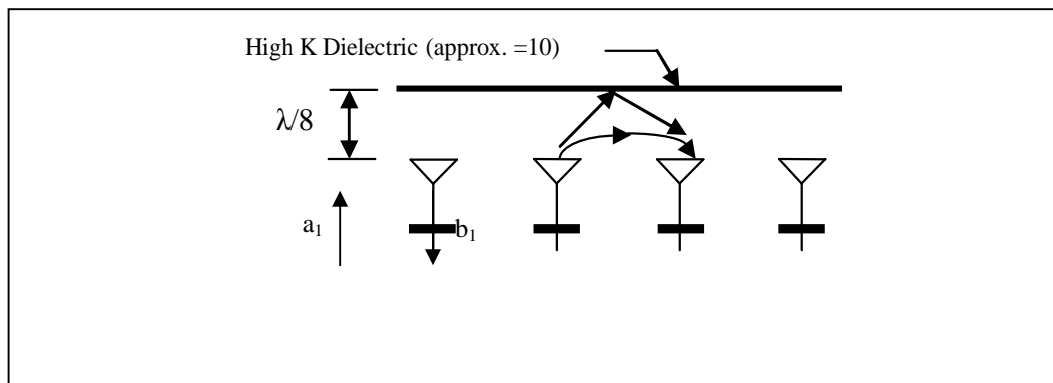 High K Dielectric (approx. =10)
λ/8
a₁
b₁